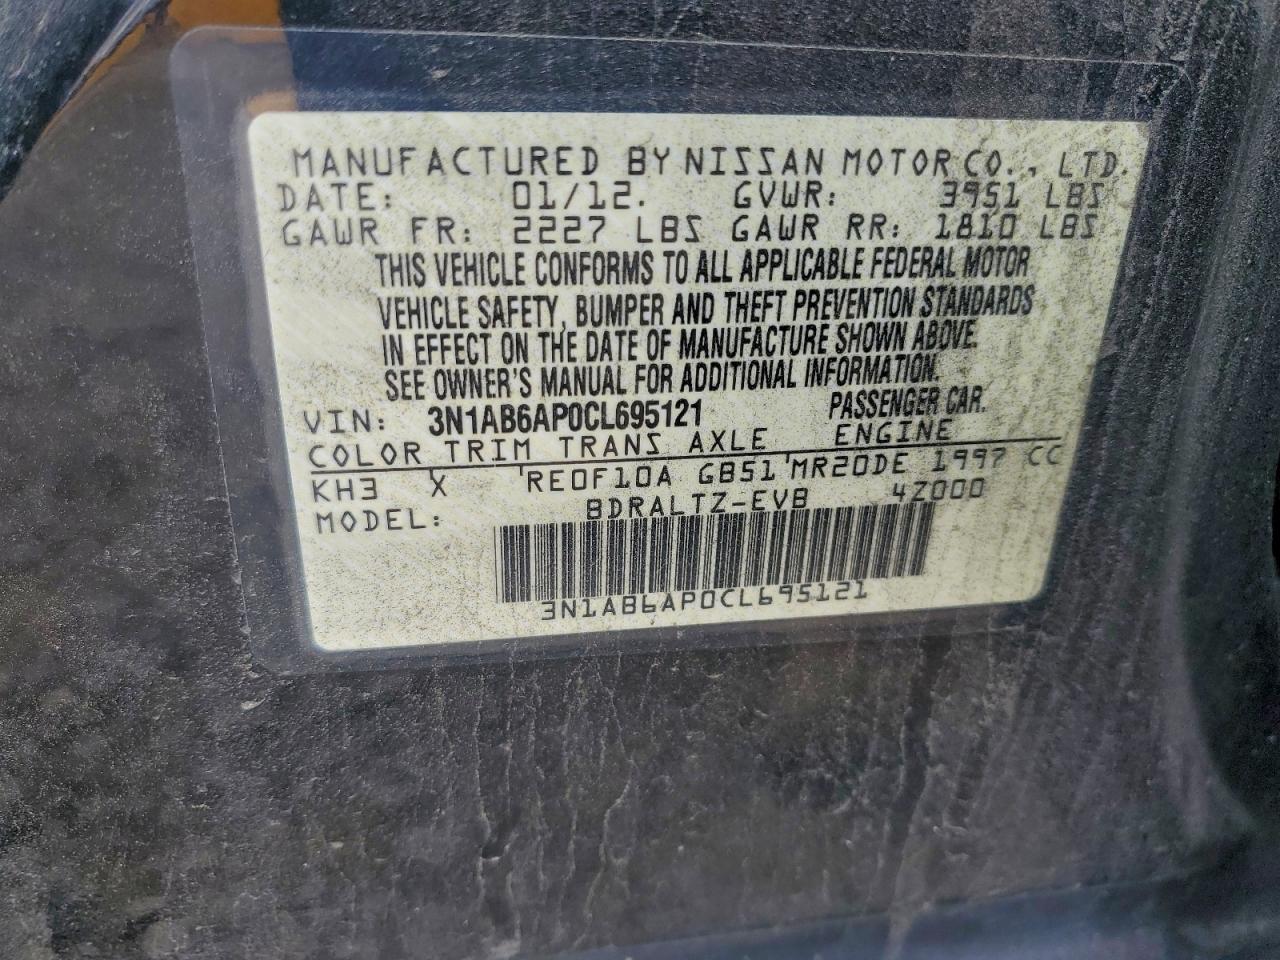 MANUFACTURED BY NISSAN MOTOR CO., LTD.
DATE: 01/12. GVWR: 3951 LBS
GAWR FR: 2227 LBS GAWR RR: 1810 LBS
THIS VEHICLE CONFORMS TO ALL APPLICABLE FEDERAL MOTOR
VEHICLE SAFETY, BUMPER AND THEFT PREVENTION STANDARDS
IN EFFECT ON THE DATE OF MANUFACTURE SHOWN ABOVE.
SEE OWNER'S MANUAL FOR ADDITIONAL INFORMATION.
VIN: 3N1AB6AP0CL695121 PASSENGER CAR.
COLOR TRIM TRANS AXLE ENGINE
KH3 X RE0F10A GB51 MR20DE 1997 CC
MODEL: BDRALTZ-EVB 4Z000
3N1AB6AP0CL695121